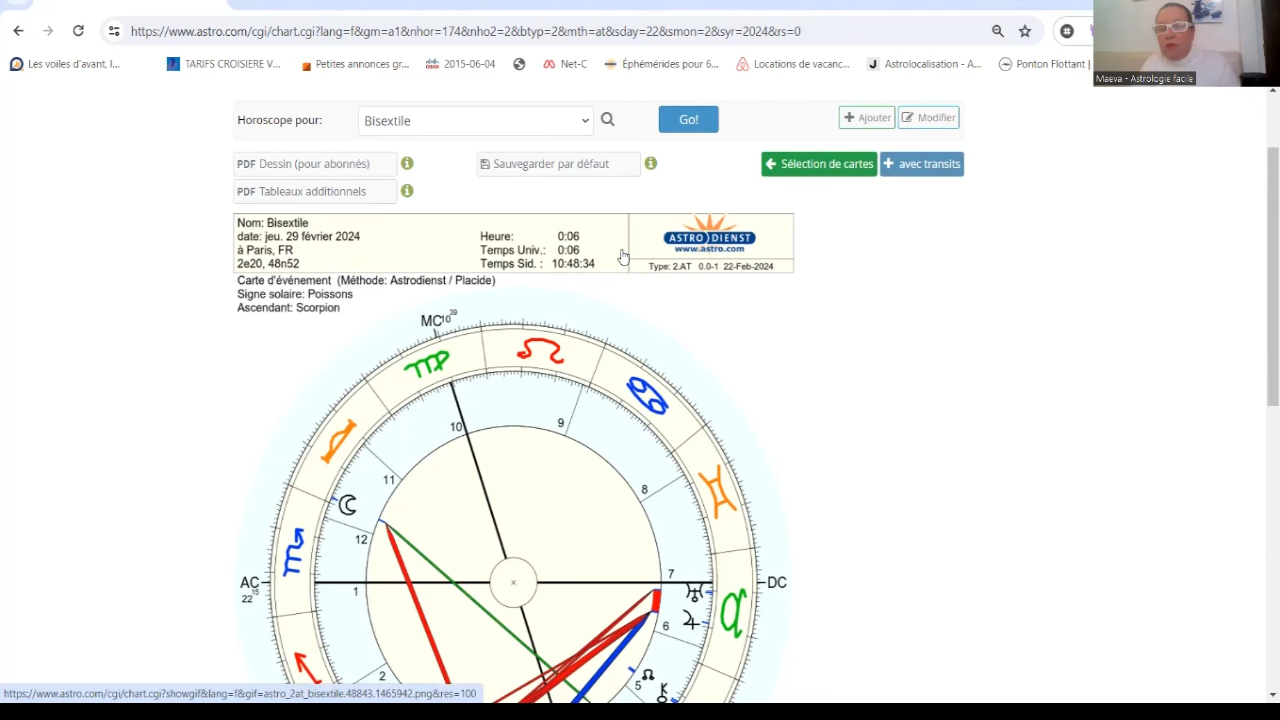 https://www.astro.com/cgi/chart.cgi?lang=f&gn=a1&nhor=174&nho2=2&btyp=2&mth=at&sday=22&smon=2&syr=2024&rs=0
Les voiles d'avant, l...
TARIFS CROISIERE V...
Petites annonces gr...
2015-06-04
Net-C
Éphémérides pour 6...
Locations de vacanc...
Astrolocalisation - A...
Ponton Flottant |
Maeva - Astrologie facile
Horoscope pour:
Bisextile
Go!
Ajouter
Modifier
PDF Dessin (pour abonnés)
Sauvegarder par défaut
Sélection de cartes
avec transits
PDF Tableaux additionnels
Nom: Bisextile
date: jeu. 29 février 2024
à Paris, FR
2e20, 48n52
Heure: 0:06
Temps Univ.: 0:06
Temps Sid. : 10:48:34
ASTRO DIENST
www.astro.com
Type: 2.AT 0.0-1 22-Feb-2024
Carte d'événement (Méthode: Astrodienst / Placide)
Signe solaire: Poissons
Ascendant: Scorpion
MC 10 39
10
9
11
8
12
AC
22 15
1
7
DC
6
2
5
https://www.astro.com/cgi/chart.cgi?showgif&lang=f&gif=astro_2at_bisextile.48843.1465942.png&res=100